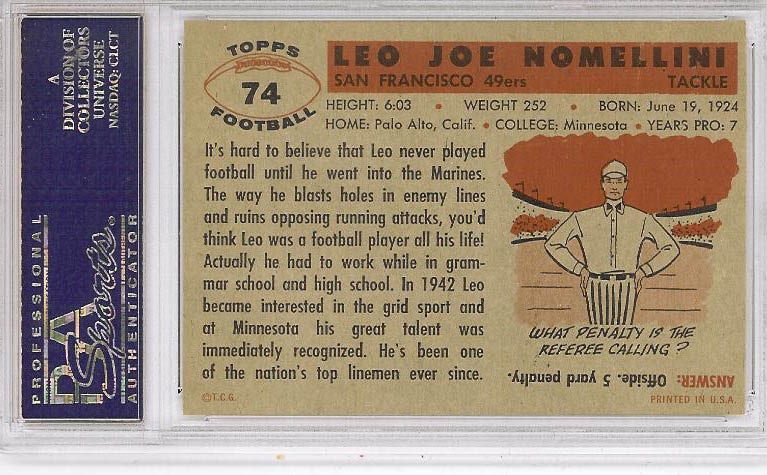 A
DIVISION OF
COLLECTORS
UNIVERSE
NASDAQ: CLCT
PROFESSIONAL
PSA
Sports
AUTHENTICATOR
TOPPS
74
FOOTBALL
LEO JOE NOMELLINI
SAN FRANCISCO 49ers TACKLE
HEIGHT: 6:03 • WEIGHT 252 • BORN: June 19, 1924
HOME: Palo Alto, Calif. • COLLEGE: Minnesota • YEARS PRO: 7
It's hard to believe that Leo never played
football until he went into the Marines.
The way he blasts holes in enemy lines
and ruins opposing running attacks, you'd
think Leo was a football player all his life!
Actually he had to work while in gram-
mar school and high school. In 1942 Leo
became interested in the grid sport and
at Minnesota his great talent was
immediately recognized. He's been one
of the nation's top linemen ever since.
©T.C.G.
WHAT PENALTY IS THE
REFEREE CALLING?
ANSWER: Offside. 5 yard penalty.
PRINTED IN U.S.A.